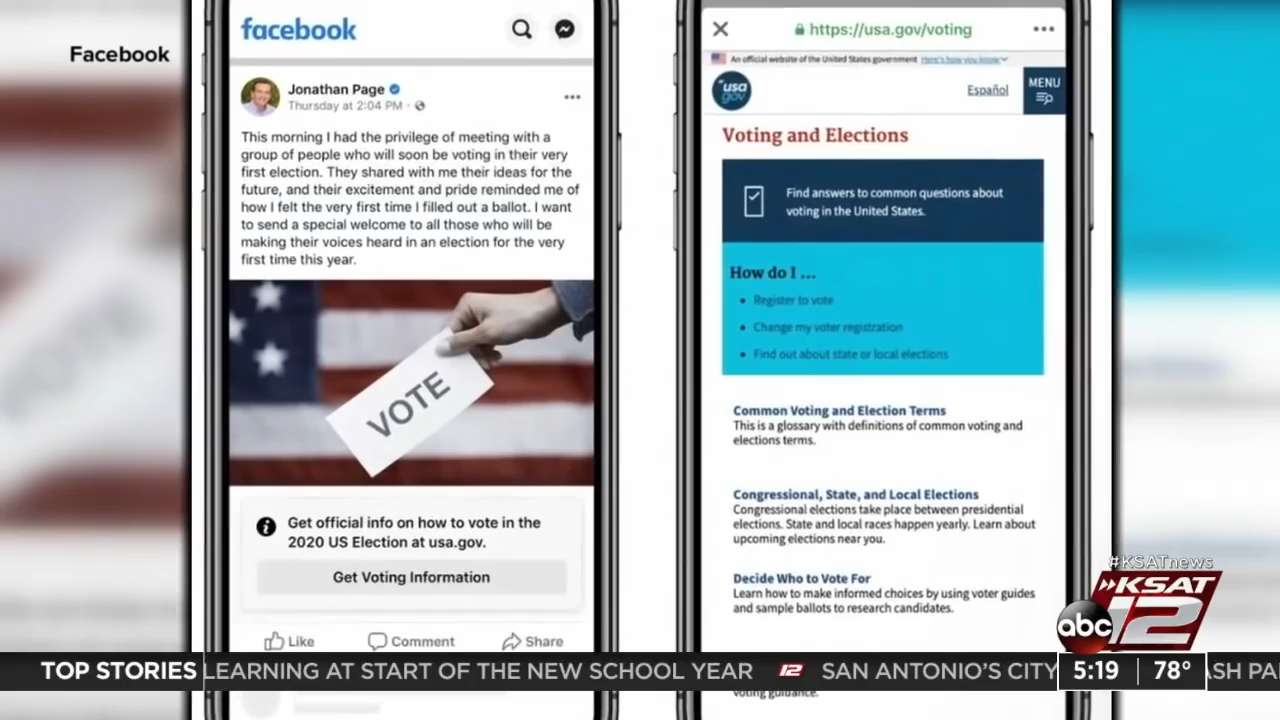 Facebook
facebook
Jonathan Page
Thursday at 2:04 PM ·
This morning I had the privilege of meeting with a
group of people who will soon be voting in their very
first election. They shared with me their ideas for the
future, and their excitement and pride reminded me of
how I felt the very first time I filled out a ballot. I want
to send a special welcome to all those who will be
making their voices heard in an election for the very
first time this year.
VOTE
Get official info on how to vote in the
2020 US Election at usa.gov.
Get Voting Information
Like Comment Share
https://usa.gov/voting
An official website of the United States government Here's how you know
usa
gov
Español
MENU
Voting and Elections
Find answers to common questions about
voting in the United States.
How do I ...
• Register to vote
• Change my voter registration
• Find out about state or local elections
Common Voting and Election Terms
This is a glossary with definitions of common voting and
elections terms.
Congressional, State, and Local Elections
Congressional elections take place between presidential
elections. State and local races happen yearly. Learn about
upcoming elections near you.
Decide Who to Vote For
Learn how to make informed choices by using voter guides
and sample ballots to research candidates.
voting guidance.
#KSATnews
KSAT
abc 12
TOP STORIES LEARNING AT START OF THE NEW SCHOOL YEAR 12 SAN ANTONIO'S CITY 5:19 78° ASH PA